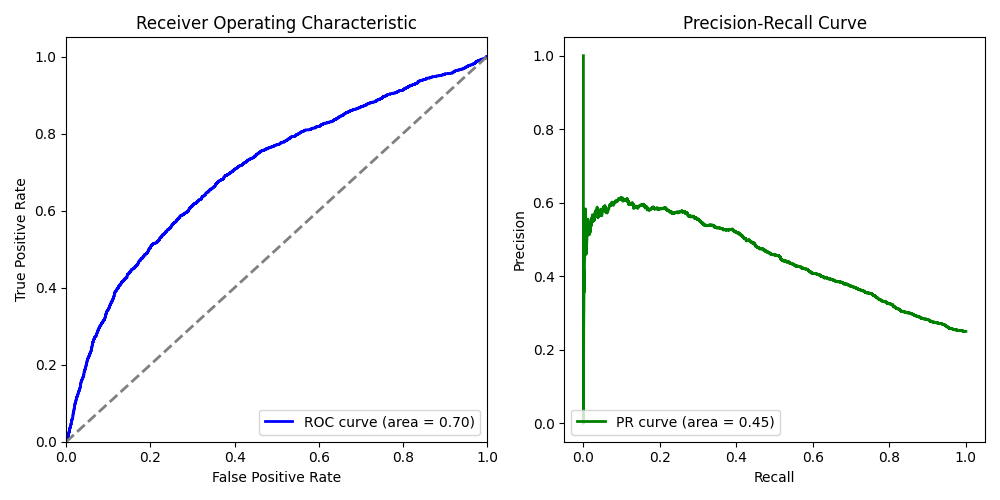 Receiver Operating Characteristic
1.0
0.8
0.6
0.4
0.2
0.0
True Positive Rate
0.0 0.2 0.4 0.6 0.8 1.0
False Positive Rate
ROC curve (area = 0.70)
Precision-Recall Curve
1.0
0.8
0.6
0.4
0.2
0.0
Precision
0.0 0.2 0.4 0.6 0.8 1.0
Recall
PR curve (area = 0.45)